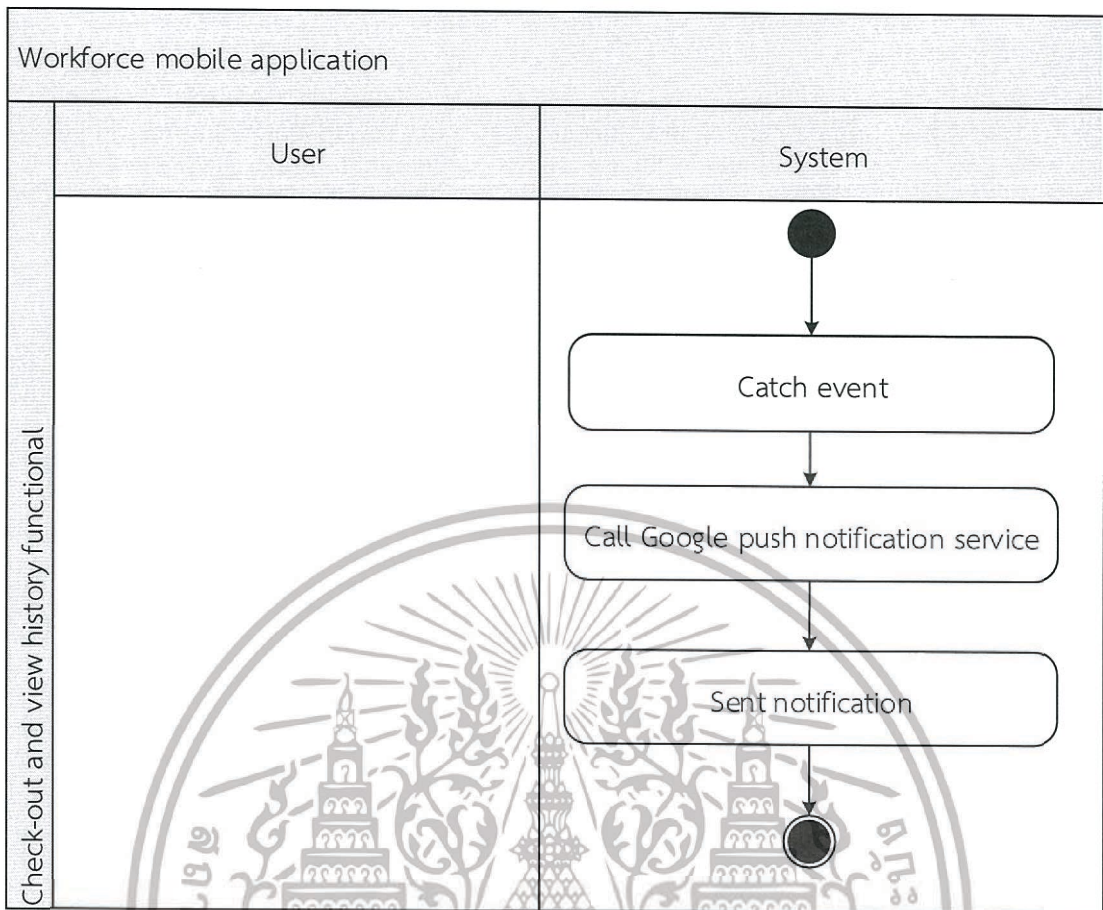 Workforce mobile application
User
System
Check-out and view history functional
Catch event
Call Google push notification service
Sent notification